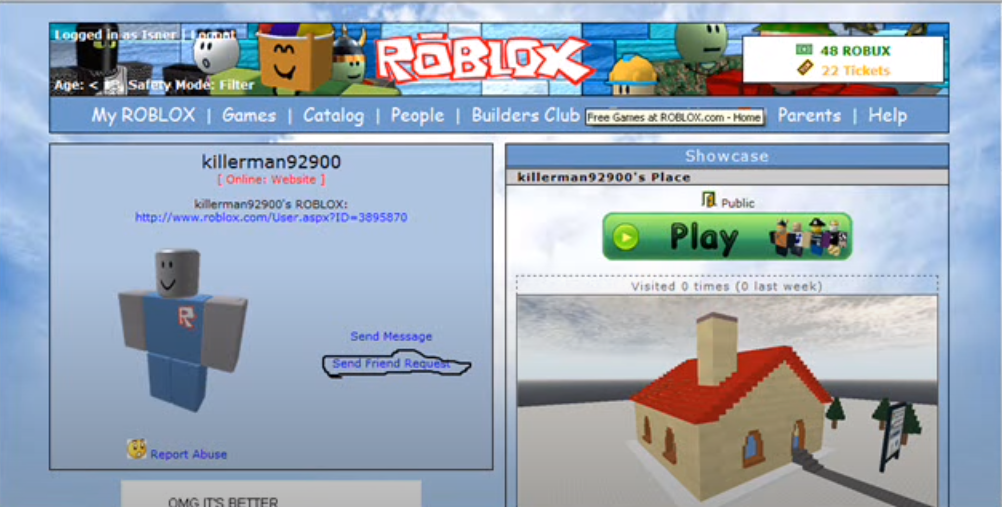 Logged in as Isner | Logout
ROBLOX
48 ROBUX
22 Tickets
Age: <
Safety Mode: Filter
My ROBLOX | Games | Catalog | People | Builders Club
Free Games at ROBLOX.com - Home
Parents | Help
killerman92900
[ Online: Website ]
killerman92900's ROBLOX:
http://www.roblox.com/User.aspx?ID=3895870
Send Message
Send Friend Request
Report Abuse
OMG IT'S BETTER
Showcase
killerman92900's Place
Public
Play
Visited 0 times (0 last week)
R